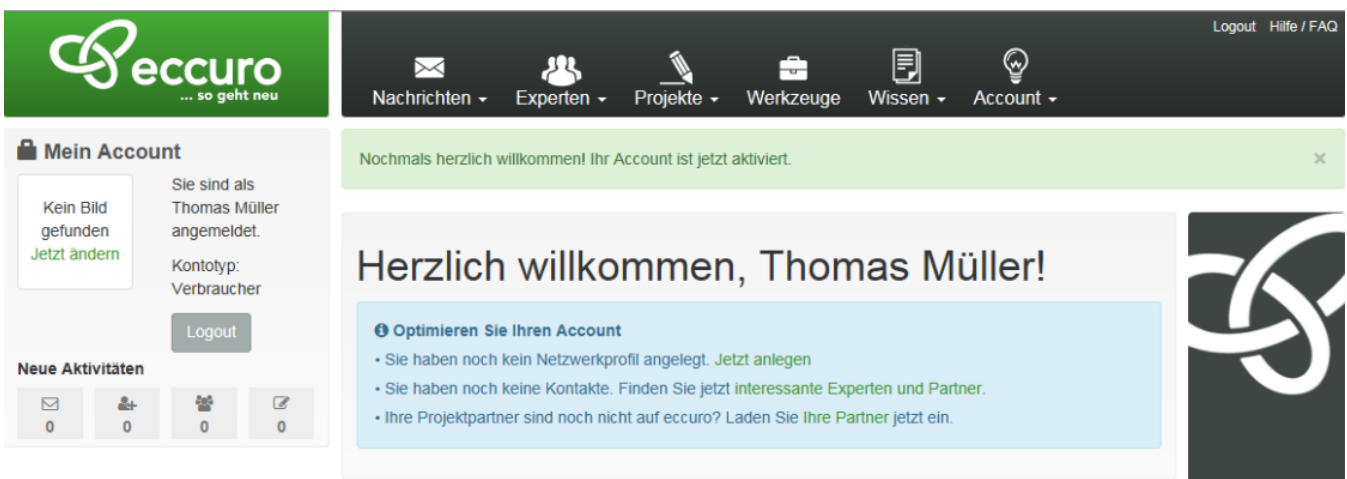 eccuro
... so geht neu
Logout Hilfe / FAQ
Nachrichten Experten Projekte Werkzeuge Wissen Account
Mein Account
Kein Bild
gefunden
Jetzt ändern
Sie sind als
Thomas Müller
angemeldet.
Kontotyp:
Verbraucher
Logout
Neue Aktivitäten
0 0 0 0
Nochmals herzlich willkommen! Ihr Account ist jetzt aktiviert. ×
Herzlich willkommen, Thomas Müller!
Optimieren Sie Ihren Account
• Sie haben noch kein Netzwerkprofil angelegt. Jetzt anlegen
• Sie haben noch keine Kontakte. Finden Sie jetzt interessante Experten und Partner.
• Ihre Projektpartner sind noch nicht auf eccuro? Laden Sie Ihre Partner jetzt ein.